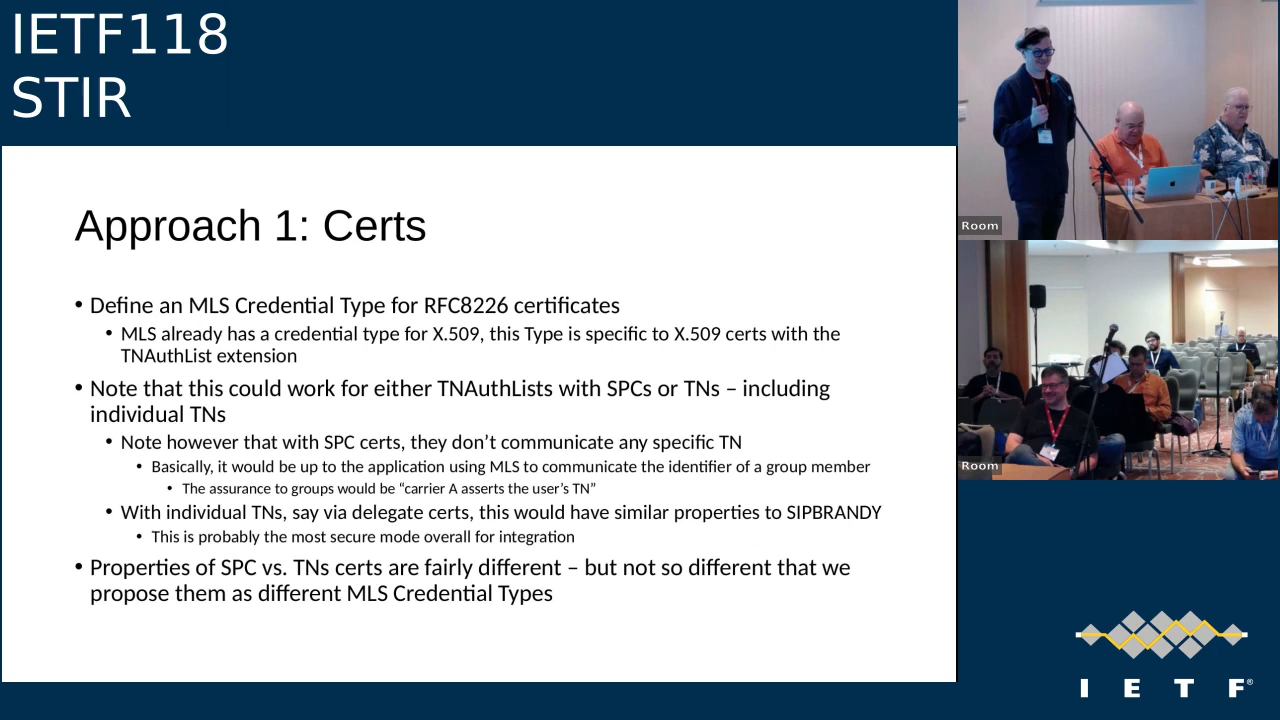 IETF118
STIR
Approach 1: Certs
• Define an MLS Credential Type for RFC8226 certificates
• MLS already has a credential type for X.509, this Type is specific to X.509 certs with the
TNAuthList extension
• Note that this could work for either TNAuthLists with SPCs or TNs – including
individual TNs
• Note however that with SPC certs, they don’t communicate any specific TN
• Basically, it would be up to the application using MLS to communicate the identifier of a group member
• The assurance to groups would be “carrier A asserts the user’s TN”
• With individual TNs, say via delegate certs, this would have similar properties to SIPBRANDY
• This is probably the most secure mode overall for integration
• Properties of SPC vs. TNs certs are fairly different – but not so different that we
propose them as different MLS Credential Types
Room
Room
I E T F®